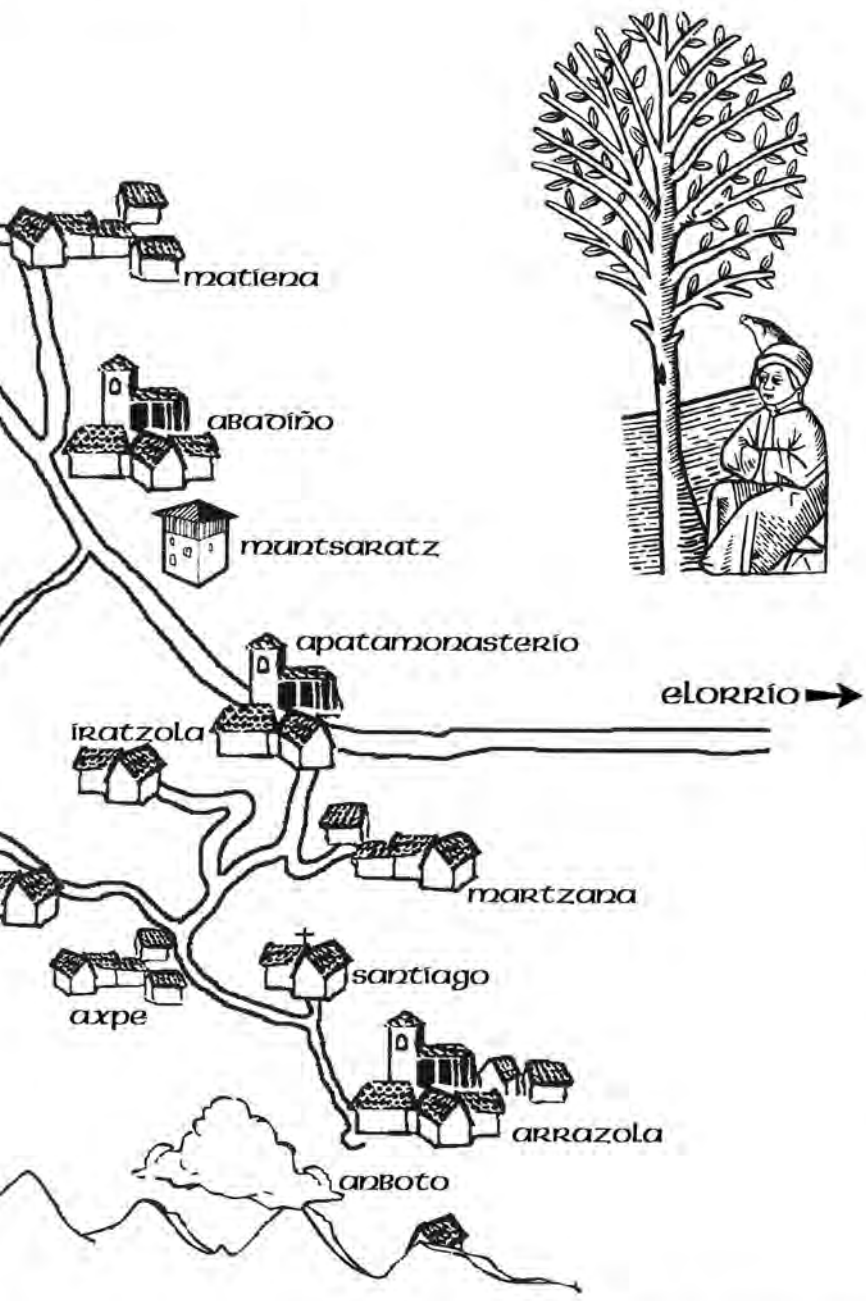 matiena
abadiño
muntsaratz
apatamonasterio
elorrio
iratzola
martzana
santiago
axpe
arrazola
anboto